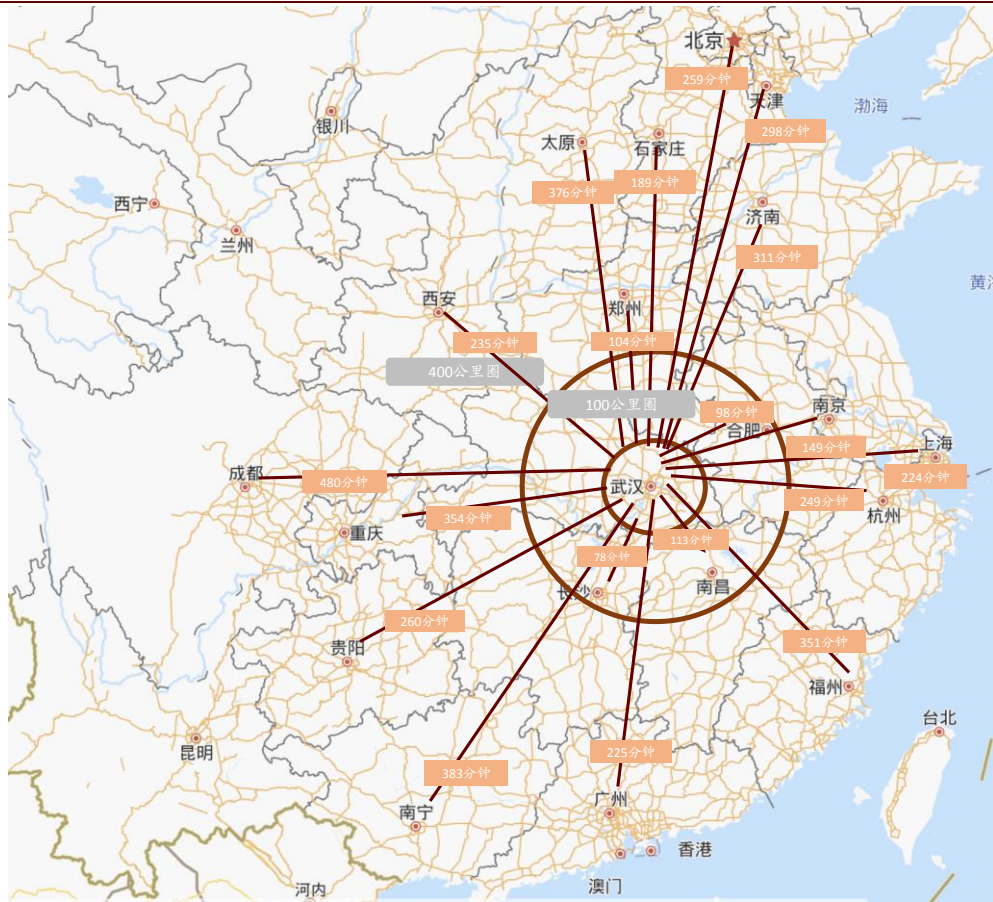 北京
259分钟
天津
渤海
银川
太原
石家庄
298分钟
376分钟
189分钟
西宁
济南
兰州
311分钟
黄海
西安
郑州
235分钟
104分钟
400公里圈
100公里圈
98分钟
南京
合肥
149分钟
上海
成都
480分钟
武汉
224分钟
249分钟
杭州
354分钟
重庆
113分钟
78分钟
长沙
南昌
260分钟
贵阳
351分钟
福州
台北
昆明
225分钟
383分钟
南宁
广州
香港
澳门
河内